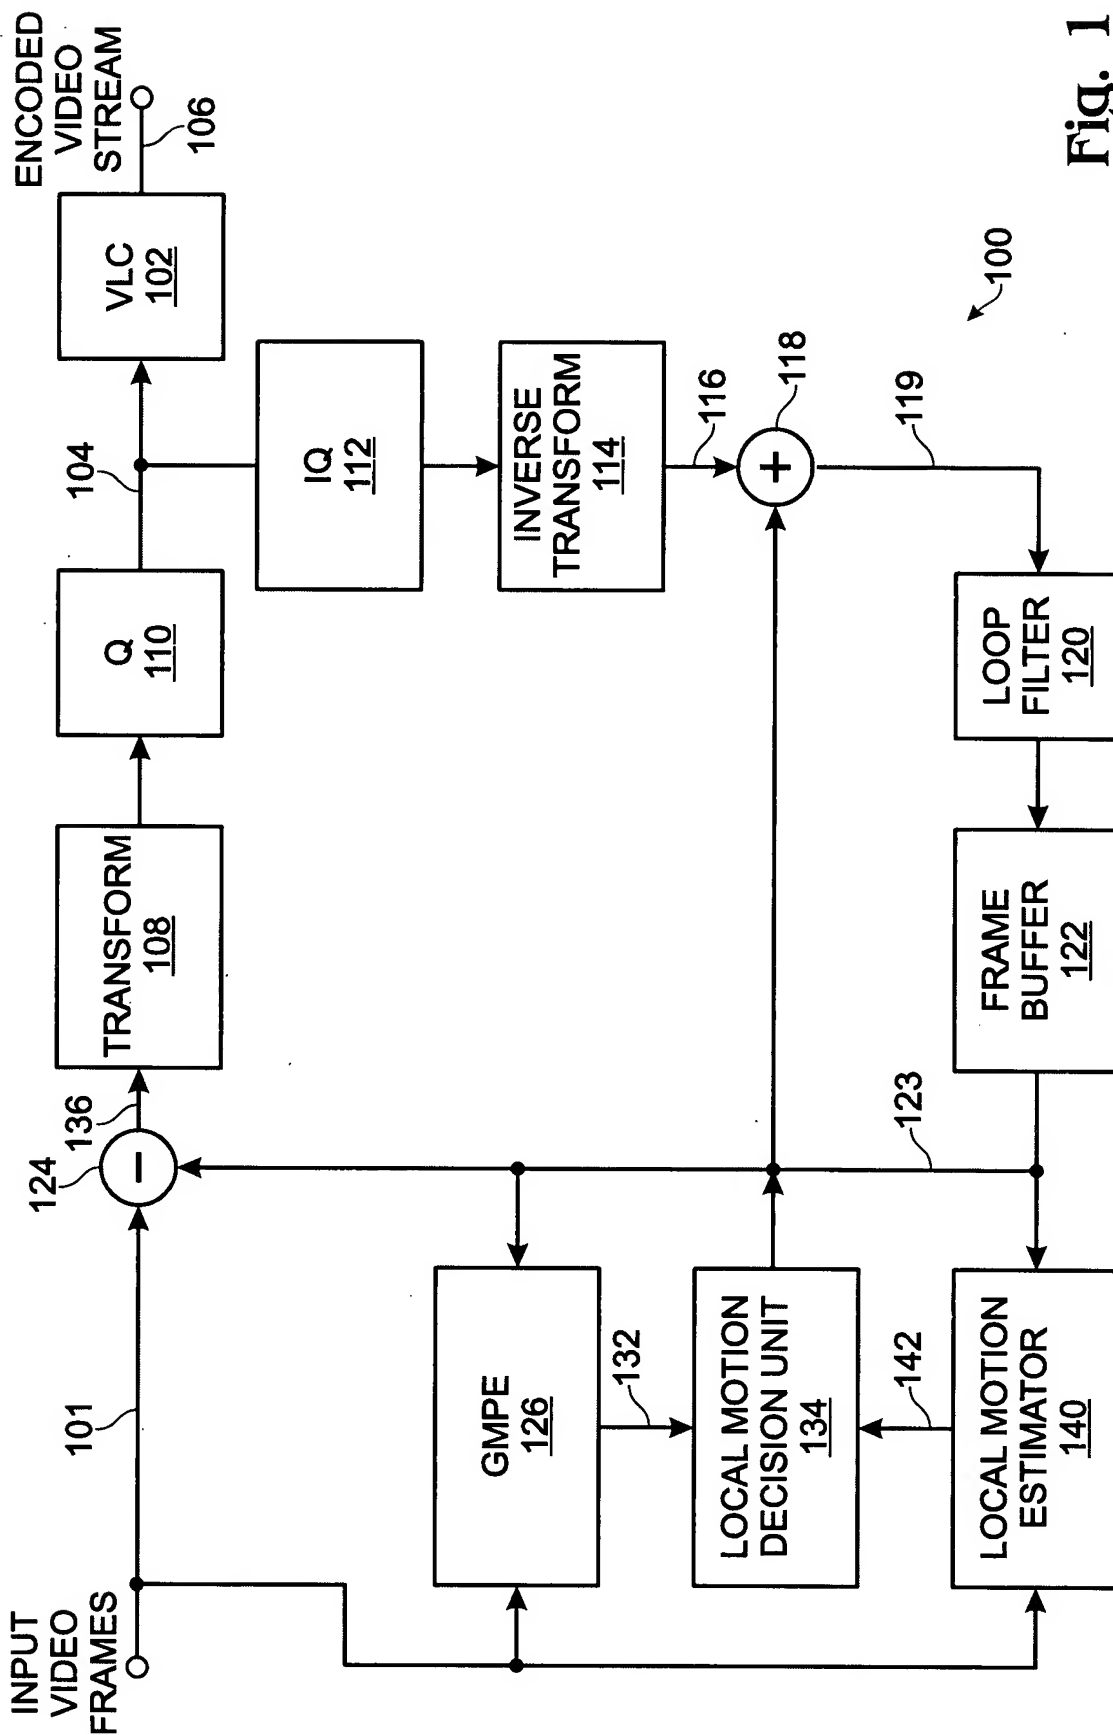 INPUT
VIDEO
FRAMES
101
124
136
TRANSFORM
108
Q
110
104
VLC
102
106
ENCODED
VIDEO
STREAM
IQ
112
INVERSE
TRANSFORM
114
116
118
+
−
119
100
GMPE
126
132
LOCAL MOTION
DECISION UNIT
134
142
LOCAL MOTION
ESTIMATOR
140
123
FRAME
BUFFER
122
LOOP
FILTER
120
Fig. 1